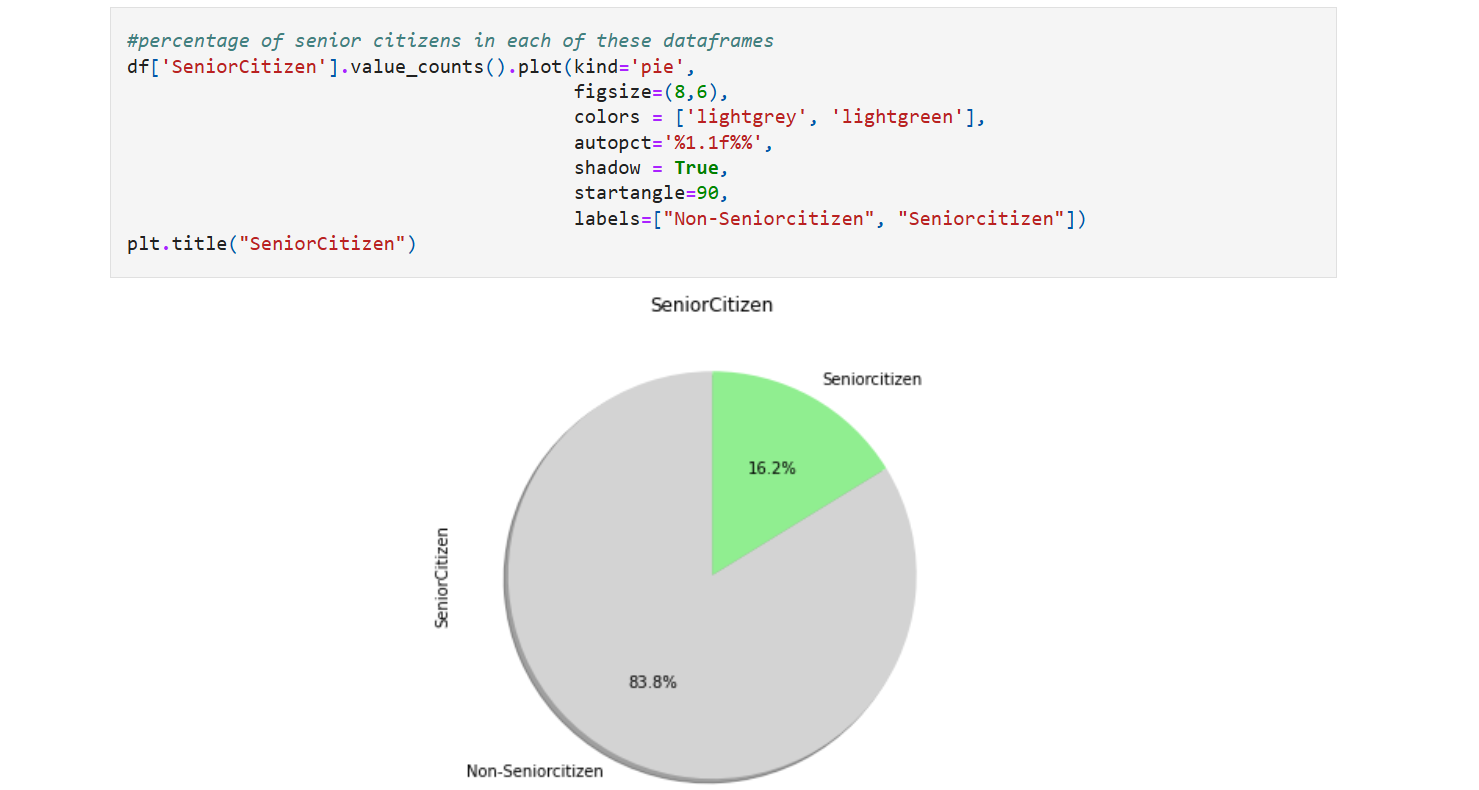 #percentage of senior citizens in each of these dataframes
df['SeniorCitizen'].value_counts().plot(kind='pie',
figsize=(8,6),
colors = ['lightgrey', 'lightgreen'],
autopct='%1.1f%%',
shadow = True,
startangle=90,
labels=["Non-Seniorcitizen", "Seniorcitizen"])
plt.title("SeniorCitizen")
SeniorCitizen
Seniorcitizen
16.2%
SeniorCitizen
83.8%
Non-Seniorcitizen